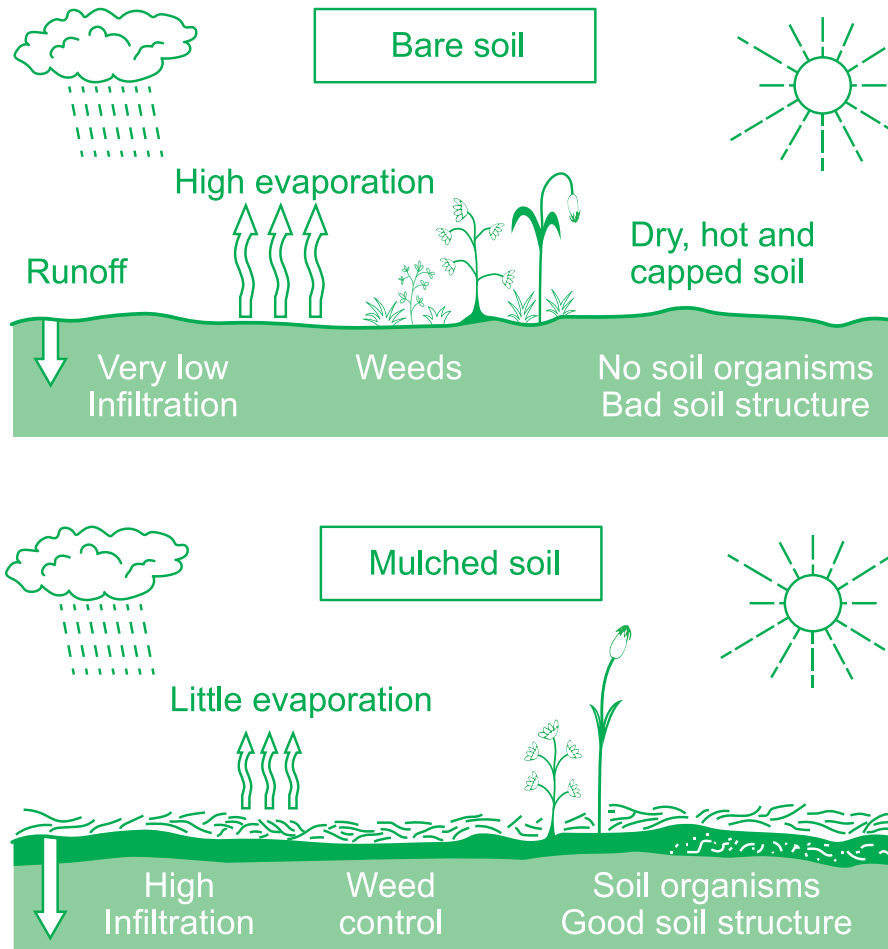 Bare soil
High evaporation
Runoff
Dry, hot and
capped soil
Very low
Infiltration
Weeds
No soil organisms
Bad soil structure
Mulched soil
Little evaporation
High
Infiltration
Weed
control
Soil organisms
Good soil structure